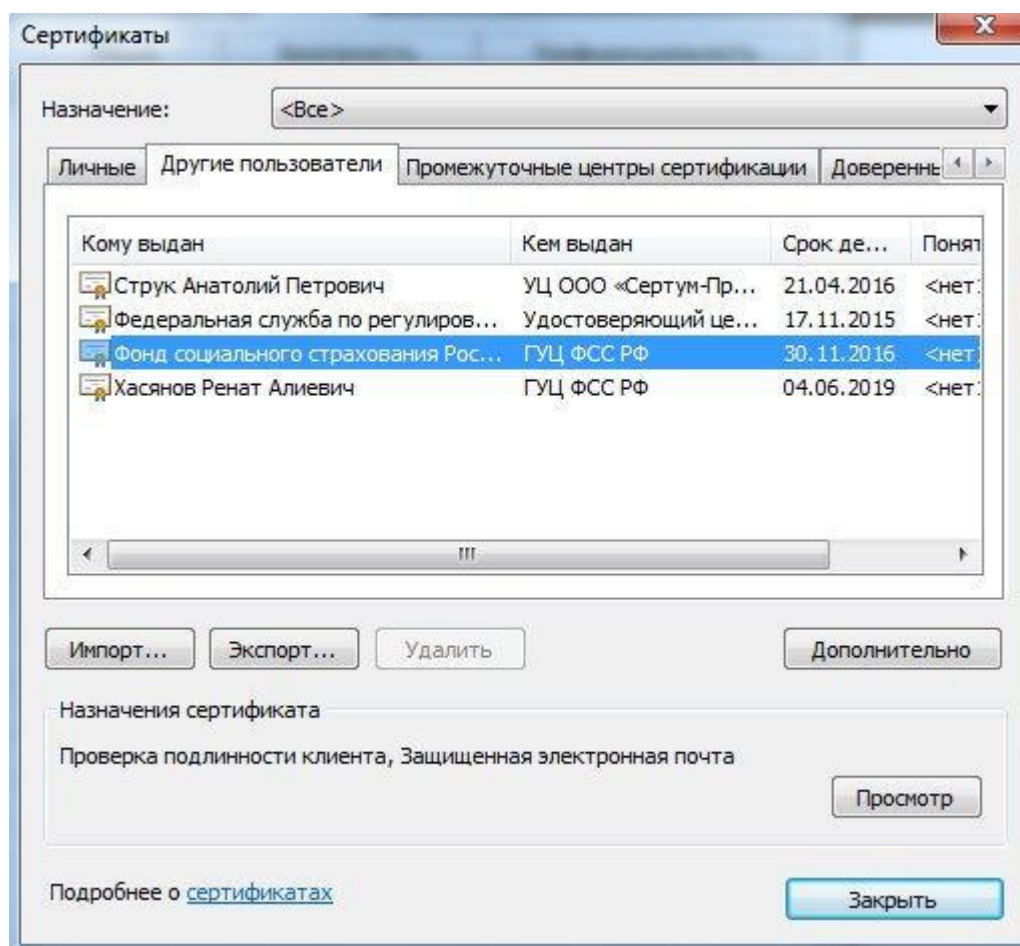 Сертификаты
Назначение: <Все>
Личные Другие пользователи Промежуточные центры сертификации Доверенны
Кому выдан Кем выдан Срок де... Понят
Струк Анатолий Петрович УЦ ООО «Сертум-Пр... 21.04.2016 <нет>
Федеральная служба по регулиров... Удостоверяющий це... 17.11.2015 <нет>
Фонд социального страхования Рос... ГУЦ ФСС РФ 30.11.2016 <нет>
Хасянов Ренат Алиевич ГУЦ ФСС РФ 04.06.2019 <нет>
Импорт... Экспорт... Удалить Дополнительно
Назначения сертификата
Проверка подлинности клиента, Защищенная электронная почта
Просмотр
Подробнее о сертификатах
Закрыть